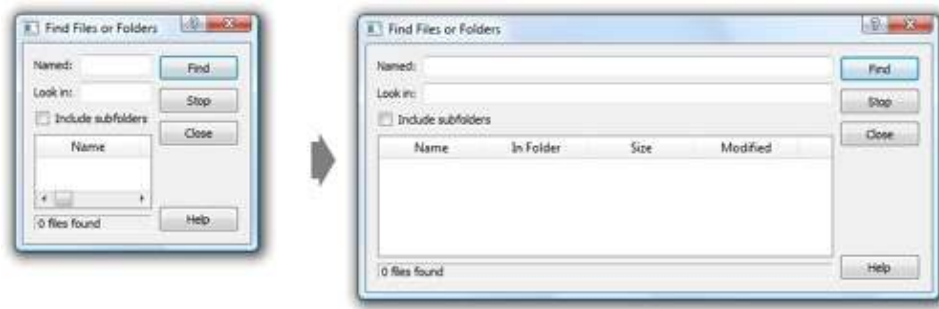 Find Files or Folders
Named:
Find
Look in:
Stop
Include subfolders
Close
Name
0 files found
Help
Find Files or Folders
Named:
Find
Look in:
Stop
Include subfolders
Close
Name In Folder Size Modified
0 files found
Help